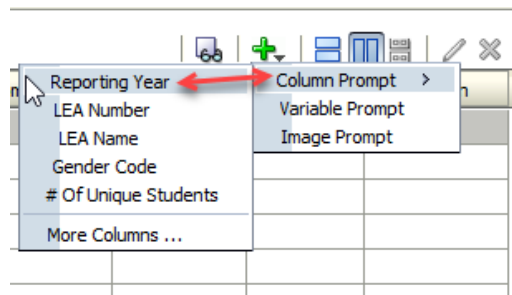 Reporting Year
LEA Number
LEA Name
Gender Code
# Of Unique Students
More Columns ...
Column Prompt >
Variable Prompt
Image Prompt